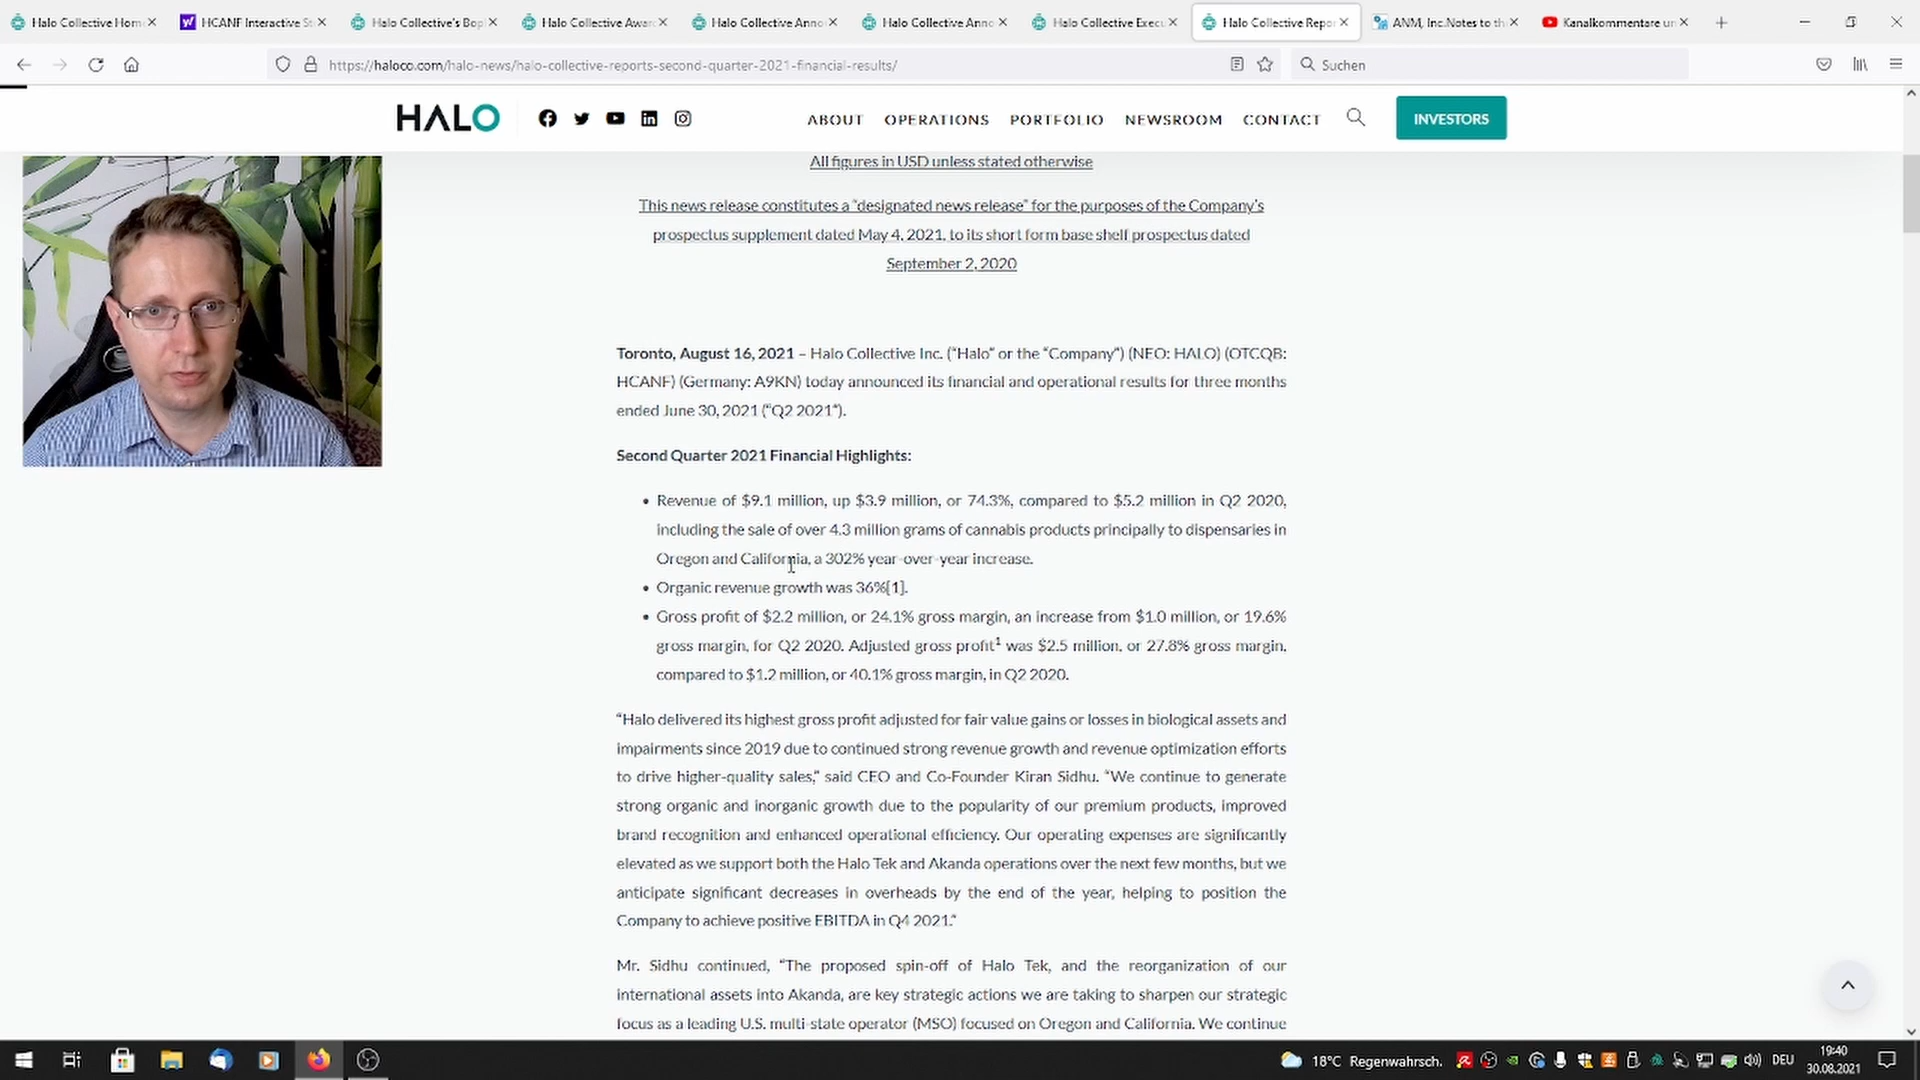 Halo Collective Home
HCANF Interactive St
Halo Collective's Bop
Halo Collective Awar
Halo Collective Anno
Halo Collective Anno
Halo Collective Execu
Halo Collective Repor
ANM, Inc.Notes to th
Kanalkommentare un
https://haloco.com/halo-news/halo-collective-reports-second-quarter-2021-financial-results/
Suchen
HALO
ABOUT OPERATIONS PORTFOLIO NEWSROOM CONTACT
INVESTORS
All figures in USD unless stated otherwise
This news release constitutes a “designated news release” for the purposes of the Company’s
prospectus supplement dated May 4, 2021, to its short form base shelf prospectus dated
September 2, 2020
Toronto, August 16, 2021 – Halo Collective Inc. (“Halo” or the “Company”) (NEO: HALO) (OTCQB:
HCANF) (Germany: A9KN) today announced its financial and operational results for three months
ended June 30, 2021 (“Q2 2021”).
Second Quarter 2021 Financial Highlights:
• Revenue of $9.1 million, up $3.9 million, or 74.3%, compared to $5.2 million in Q2 2020,
including the sale of over 4.3 million grams of cannabis products principally to dispensaries in
Oregon and California, a 302% year-over-year increase.
• Organic revenue growth was 36%[1].
• Gross profit of $2.2 million, or 24.1% gross margin, an increase from $1.0 million, or 19.6%
gross margin, for Q2 2020. Adjusted gross profit¹ was $2.5 million, or 27.8% gross margin,
compared to $1.2 million, or 40.1% gross margin, in Q2 2020.
“Halo delivered its highest gross profit adjusted for fair value gains or losses in biological assets and
impairments since 2019 due to continued strong revenue growth and revenue optimization efforts
to drive higher-quality sales,” said CEO and Co-Founder Kiran Sidhu. “We continue to generate
strong organic and inorganic growth due to the popularity of our premium products, improved
brand recognition and enhanced operational efficiency. Our operating expenses are significantly
elevated as we support both the Halo Tek and Akanda operations over the next few months, but we
anticipate significant decreases in overheads by the end of the year, helping to position the
Company to achieve positive EBITDA in Q4 2021.”
Mr. Sidhu continued, “The proposed spin-off of Halo Tek, and the reorganization of our
international assets into Akanda, are key strategic actions we are taking to sharpen our strategic
focus as a leading U.S. multi-state operator (MSO) focused on Oregon and California. We continue
18°C Regenwahrsch.
DEU
19:40
30.08.2021